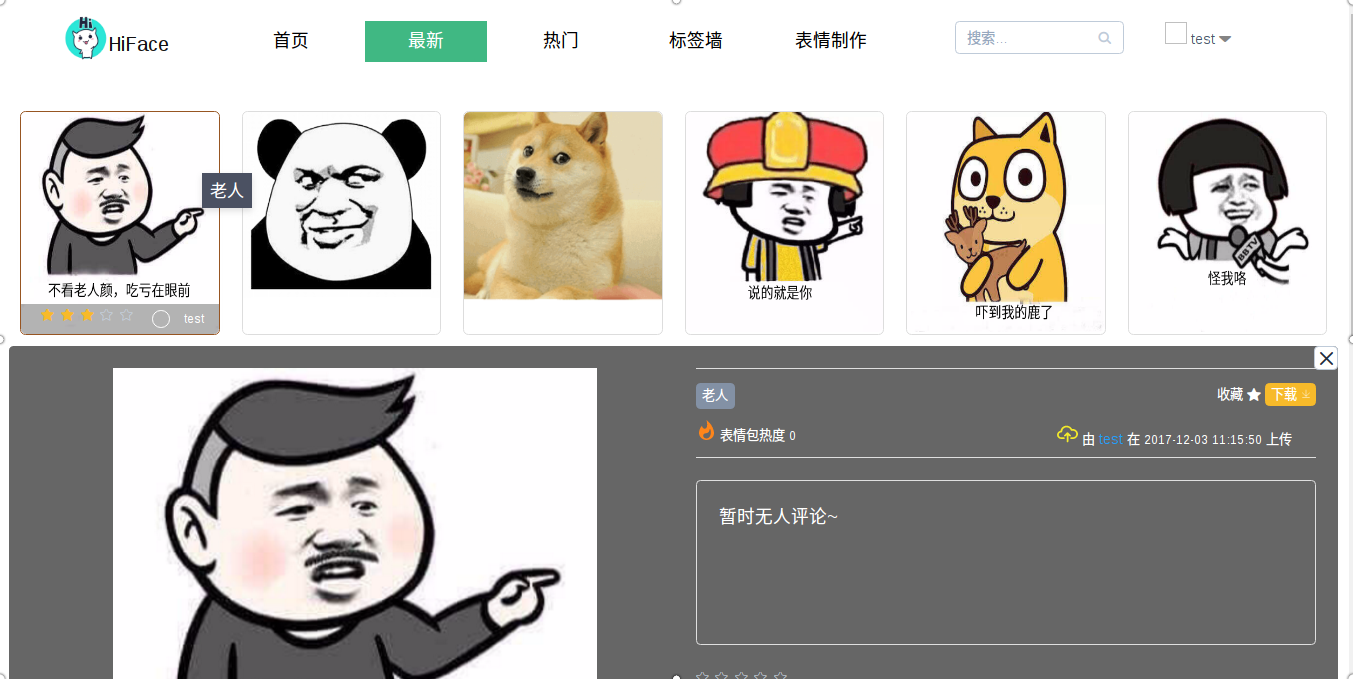 Hi
HiFace 首页 最新 热门 标签墙 表情制作 搜索... test
老人
不看老人颜，吃亏在眼前
test
说的就是你
吓到我的鹿了
BBTV
怪我咯
老人 收藏 下载
表情包热度 0 由 test 在 2017-12-03 11:15:50 上传
暂时无人评论~